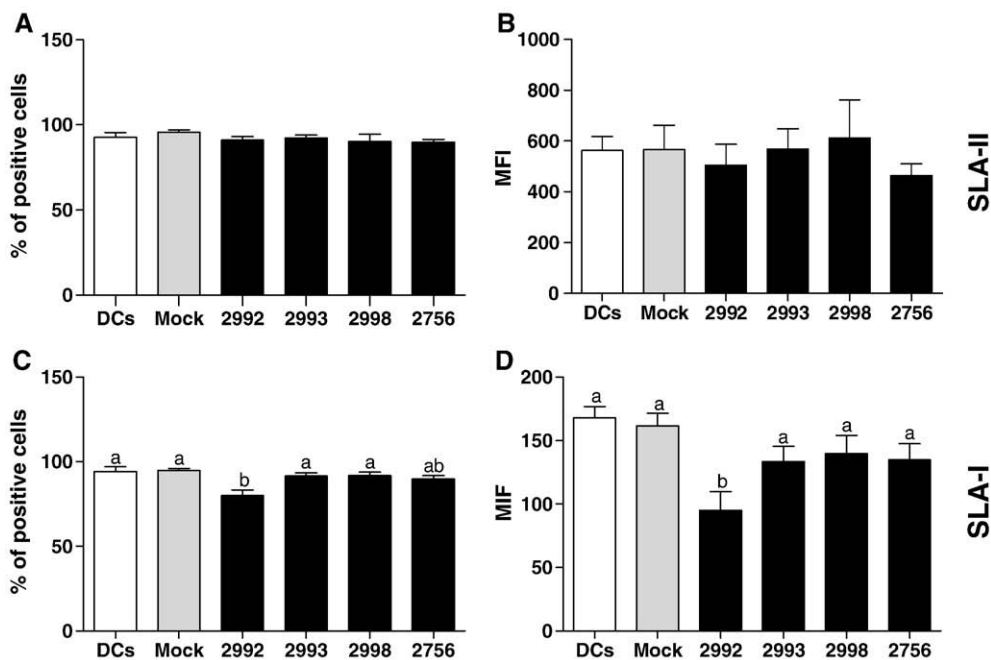 A
150
100
50
0
% of positive cells
DCs Mock 2992 2993 2998 2756
B
1000
800
600
400
200
0
MFI
DCs Mock 2992 2993 2998 2756
SLA-II
C
150
100
50
0
% of positive cells
a a b a a ab
DCs Mock 2992 2993 2998 2756
D
200
150
100
50
0
MIF
a a b a a a
DCs Mock 2992 2993 2998 2756
SLA-I